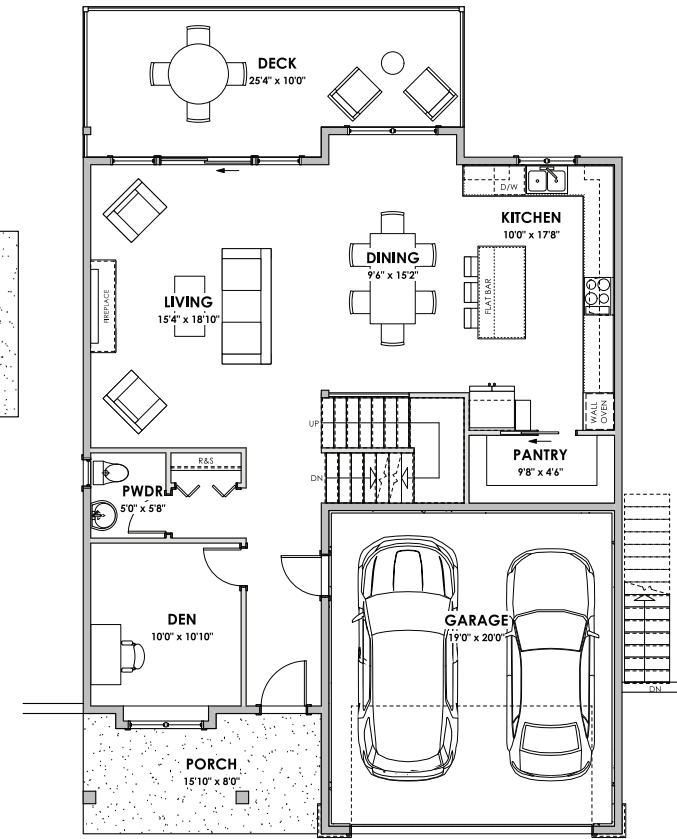 DECK
25'4" x 10'0"
D/W
KITCHEN
10'0" x 17'8"
DINING
9'6" x 15'2"
FLAT BAR
FIREPLACE
LIVING
15'4" x 18'10"
WALL
OVEN
UP
DN
PANTRY
9'8" x 4'6"
R&S
PWDR
5'0" x 5'8"
DEN
10'0" x 10'10"
GARAGE
19'0" x 20'0"
DN
PORCH
15'10" x 8'0"